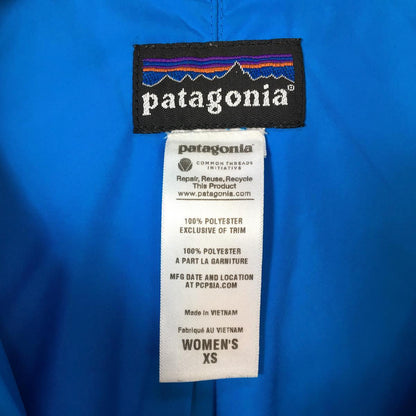 patagonia®
patagonia®
COMMON THREADS
INITIATIVE
Repair, Reuse, Recycle
This Product
www.patagonia.com
100% POLYESTER
EXCLUSIVE OF TRIM
100% POLYESTER
A PART LA GARNITURE
MFG DATE AND LOCATION
AT PCPSIA.COM
Made in VIETNAM
Fabriqué AU VIETNAM
WOMEN'S
XS